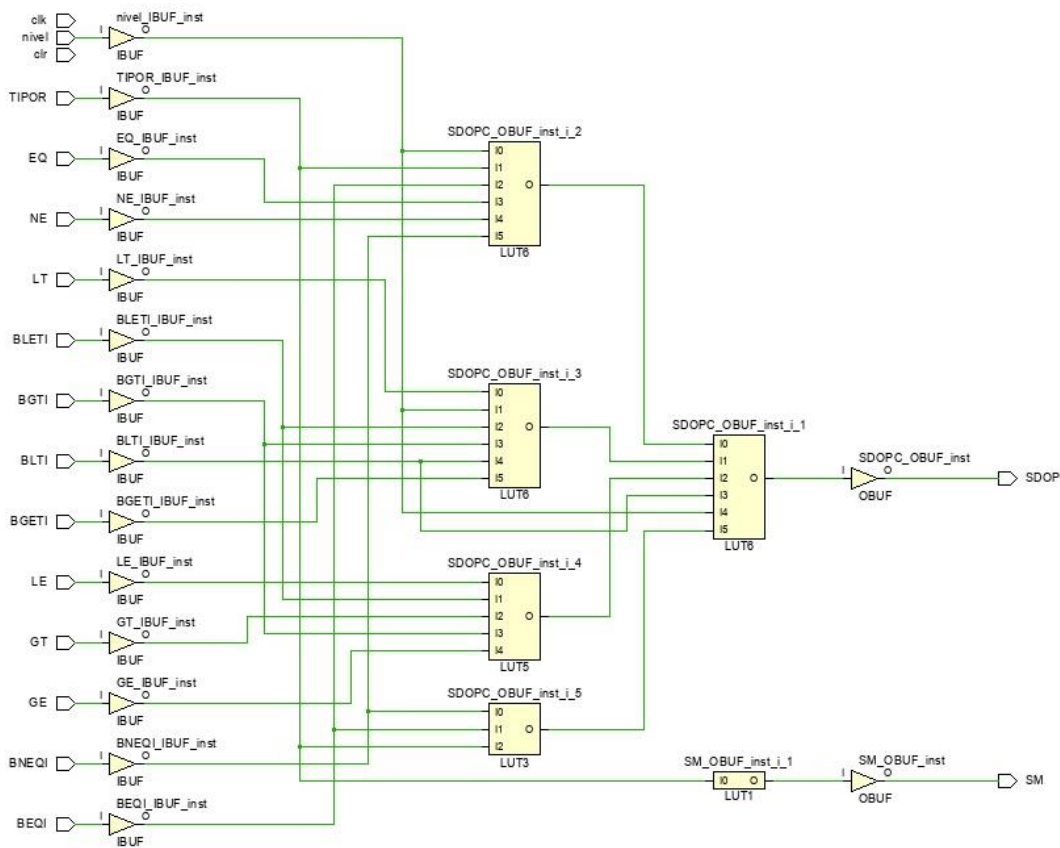 clk
nivel
clr
I
nivel_IBUF_inst
O
IBUF
TIPOR
I
TIPOR_IBUF_inst
O
IBUF
EQ
I
EQ_IBUF_inst
O
IBUF
NE
I
NE_IBUF_inst
O
IBUF
LT
I
LT_IBUF_inst
O
IBUF
BLETI
I
BLETI_IBUF_inst
O
IBUF
BGTI
I
BGTI_IBUF_inst
O
IBUF
BLTI
I
BLTI_IBUF_inst
O
IBUF
BGETI
I
BGETI_IBUF_inst
O
IBUF
LE
I
LE_IBUF_inst
O
IBUF
GT
I
GT_IBUF_inst
O
IBUF
GE
I
GE_IBUF_inst
O
IBUF
BNEQI
I
BNEQI_IBUF_inst
O
IBUF
BEQI
I
BEQI_IBUF_inst
O
IBUF
SDOPC_OBUF_inst_i_2
I0
I1
I2 O
I3
I4
I5
LUT6
SDOPC_OBUF_inst_i_3
I0
I1
I2 O
I3
I4
I5
LUT6
SDOPC_OBUF_inst_i_4
I0
I1
I2 O
I3
I4
LUT5
SDOPC_OBUF_inst_i_5
I0
I1 O
I2
LUT3
SDOPC_OBUF_inst_i_1
I0
I1
I2 O
I3
I4
I5
LUT6
SDOPC_OBUF_inst
I
O
OBUF
SDOP
SM_OBUF_inst_i_1
I0 O
LUT1
SM_OBUF_inst
I
O
OBUF
SM